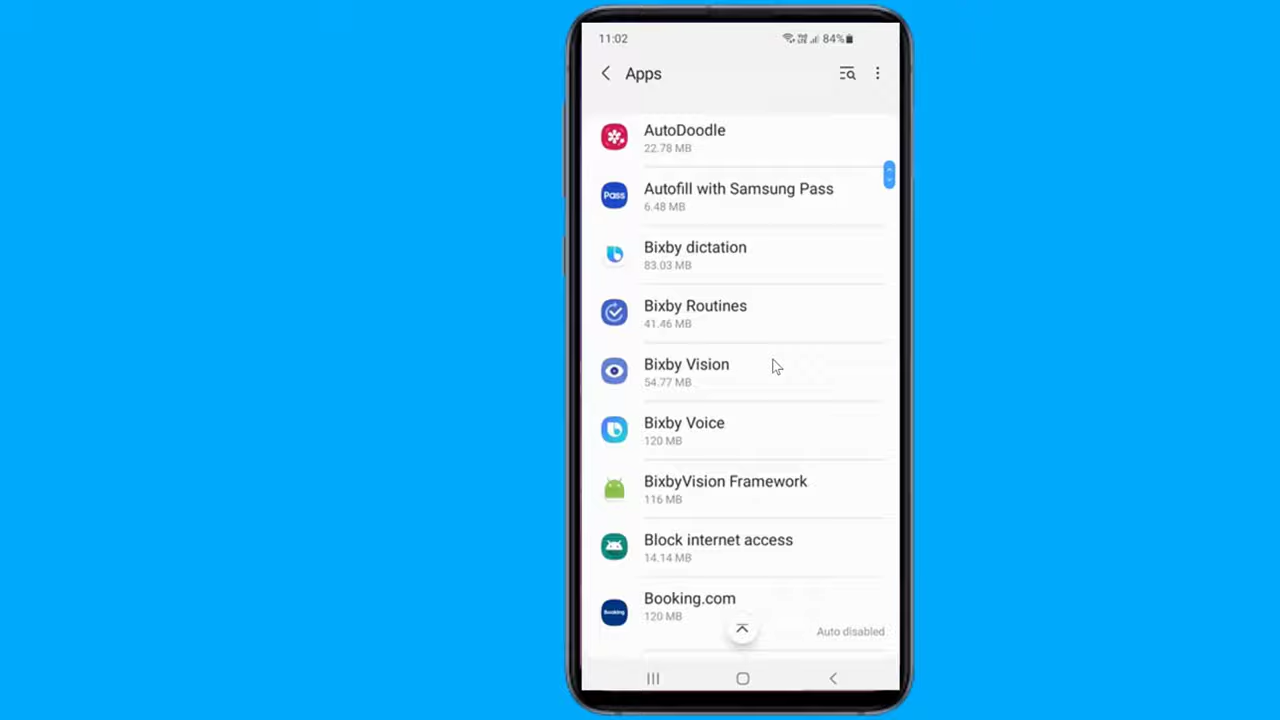 11:02
84%
Apps
AutoDoodle
22.78 MB
Pass
Autofill with Samsung Pass
6.48 MB
Bixby dictation
83.03 MB
Bixby Routines
41.46 MB
Bixby Vision
54.77 MB
Bixby Voice
120 MB
BixbyVision Framework
116 MB
Block internet access
14.14 MB
Booking
Booking.com
120 MB
Auto disabled